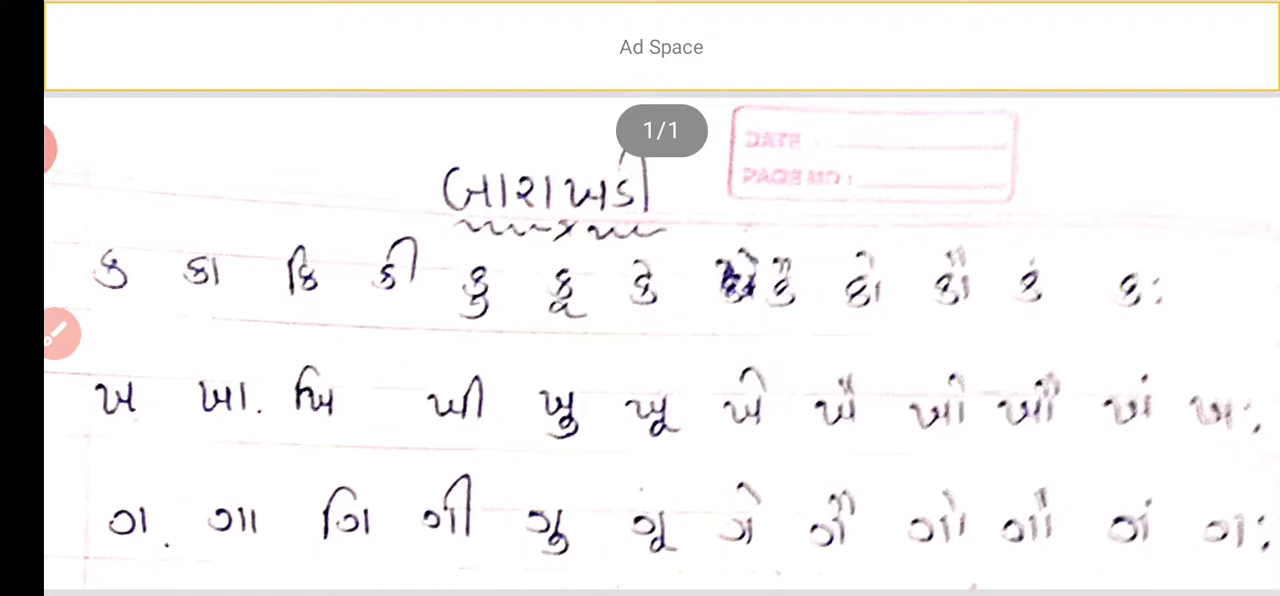 Ad Space
1/1
DATE :
PAGE NO :
બારાખડી
ક કા કિ કી કુ કૂ કે કૈ કો કૌ કં કઃ
ખ ખા. ખિ ખી ખુ ખૂ ખે ખૈ ખો ખૌ ખં ખઃ
ગ. ગા ગિ ગી ગુ ગૂ ગે ગૈ ગો ગૌ ગં ગઃ